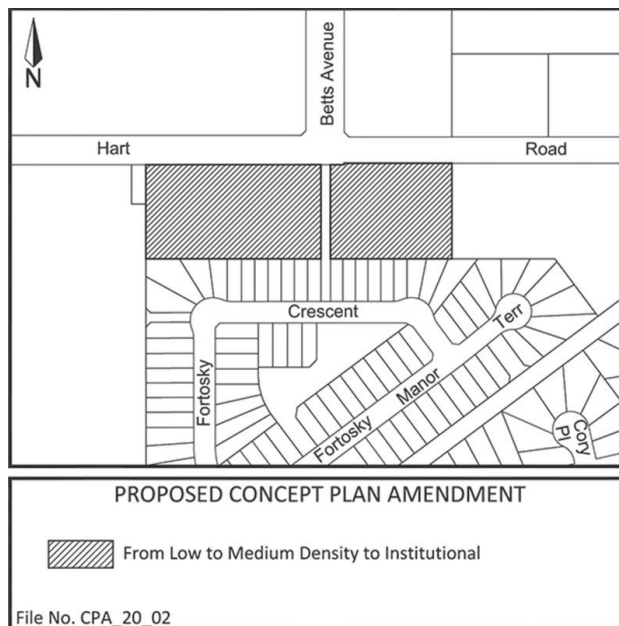 N
Betts Avenue
Hart Road
Crescent
Terr
Fortosky
Fortosky Manor
Cory
Pl
PROPOSED CONCEPT PLAN AMENDMENT
From Low to Medium Density to Institutional
File No. CPA_20_02